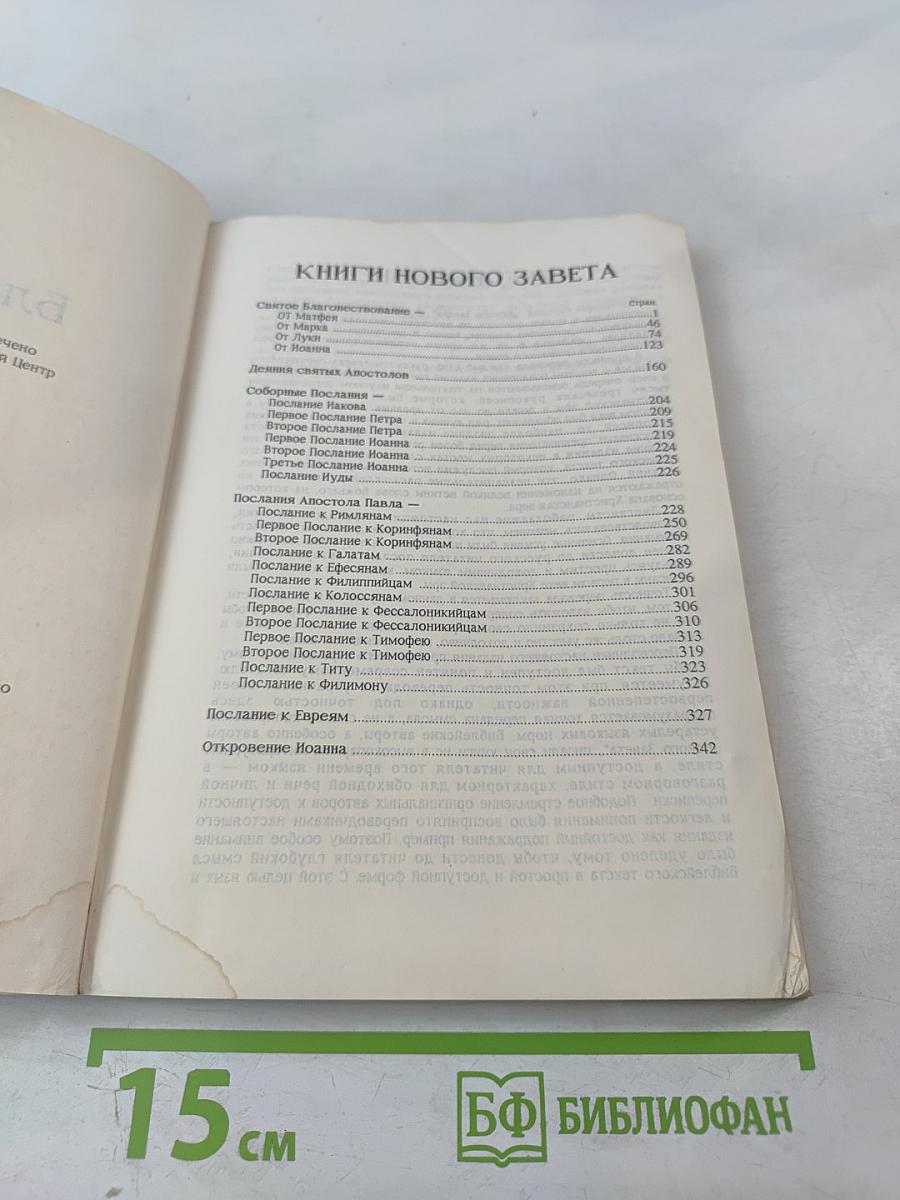 Бл
чено
й Центр
о
КНИГИ НОВОГО ЗАВЕТА
Стран.
Святое Благовествование —
ОТ Матфея 1
От Марка 46
От Луки 74
От Иоанна 123
Деяния святых Апостолов 160
Соборные Послания —
Послание Иакова 204
Первое Послание Петра 209
Второе Послание Петра 215
Первое Послание Иоанна 219
Второе Послание Иоанна 224
Третье Послание Иоанна 225
Послание Иуды 226
Послания Апостола Павла —
Послание к Римлянам 228
Первое Послание к Коринфянам 250
Второе Послание к Коринфянам 269
Послание к Галатам 282
Послание к Ефесянам 289
Послание к Филиппийцам 296
Послание к Колоссянам 301
Первое Послание к Фессалоникийцам 306
Второе Послание к Фессалоникийцам 310
Первое Послание к Тимофею 313
Второе Послание к Тимофею 319
Послание к Титу 323
Послание к Филимону 326
Послание к Евреям 327
Откровение Иоанна 342
15 см
БФ БИБЛИОФАН